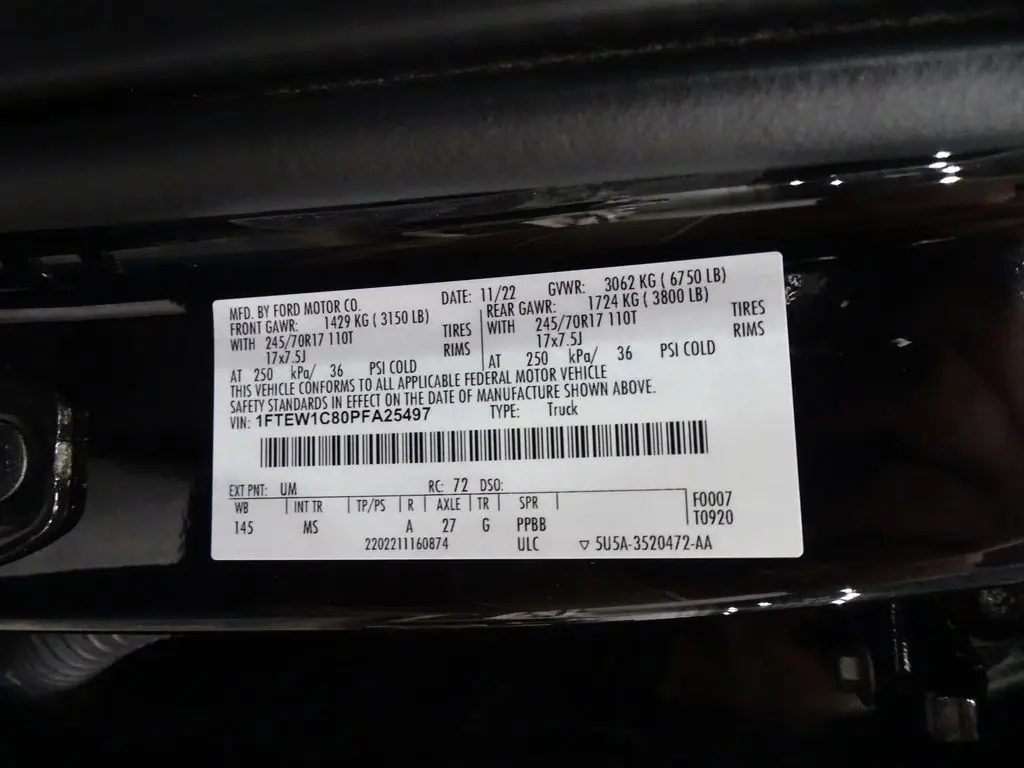 MFD. BY FORD MOTOR CO. DATE: 11/22 GVWR: 3062 KG ( 6750 LB)
FRONT GAWR: 1429 KG ( 3150 LB) REAR GAWR: 1724 KG ( 3800 LB)
WITH 245/70R17 110T TIRES WITH 245/70R17 110T TIRES
17x7.5J RIMS 17x7.5J RIMS
AT 250 kPa/ 36 PSI COLD AT 250 kPa/ 36 PSI COLD
THIS VEHICLE CONFORMS TO ALL APPLICABLE FEDERAL MOTOR VEHICLE
SAFETY STANDARDS IN EFFECT ON THE DATE OF MANUFACTURE SHOWN ABOVE.
VIN: 1FTEW1C80PFA25497 TYPE: Truck
EXT PNT: UM RC: 72 DSO:
WB INT TR TP/PS R AXLE TR SPR F0007
145 MS A 27 G PPBB T0920
2202211160874 ULC ▽ 5U5A-3520472-AA